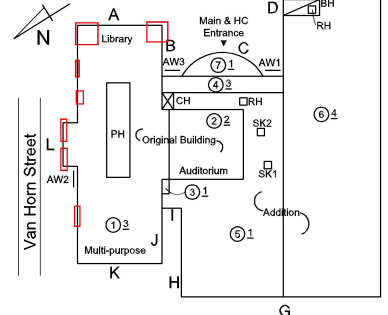 A
D
BH
N
Main & HC
Entrance
RH
Library
B
C
AW3
7 1
AW1
4 3
CH
RH
2 2
6 4
PH
Original Building
SK2
L
Auditorium
SK1
AW2
3 1
Van Horn Street
Addition
1 3
I
5 1
J
Multi-purpose
K
H
G